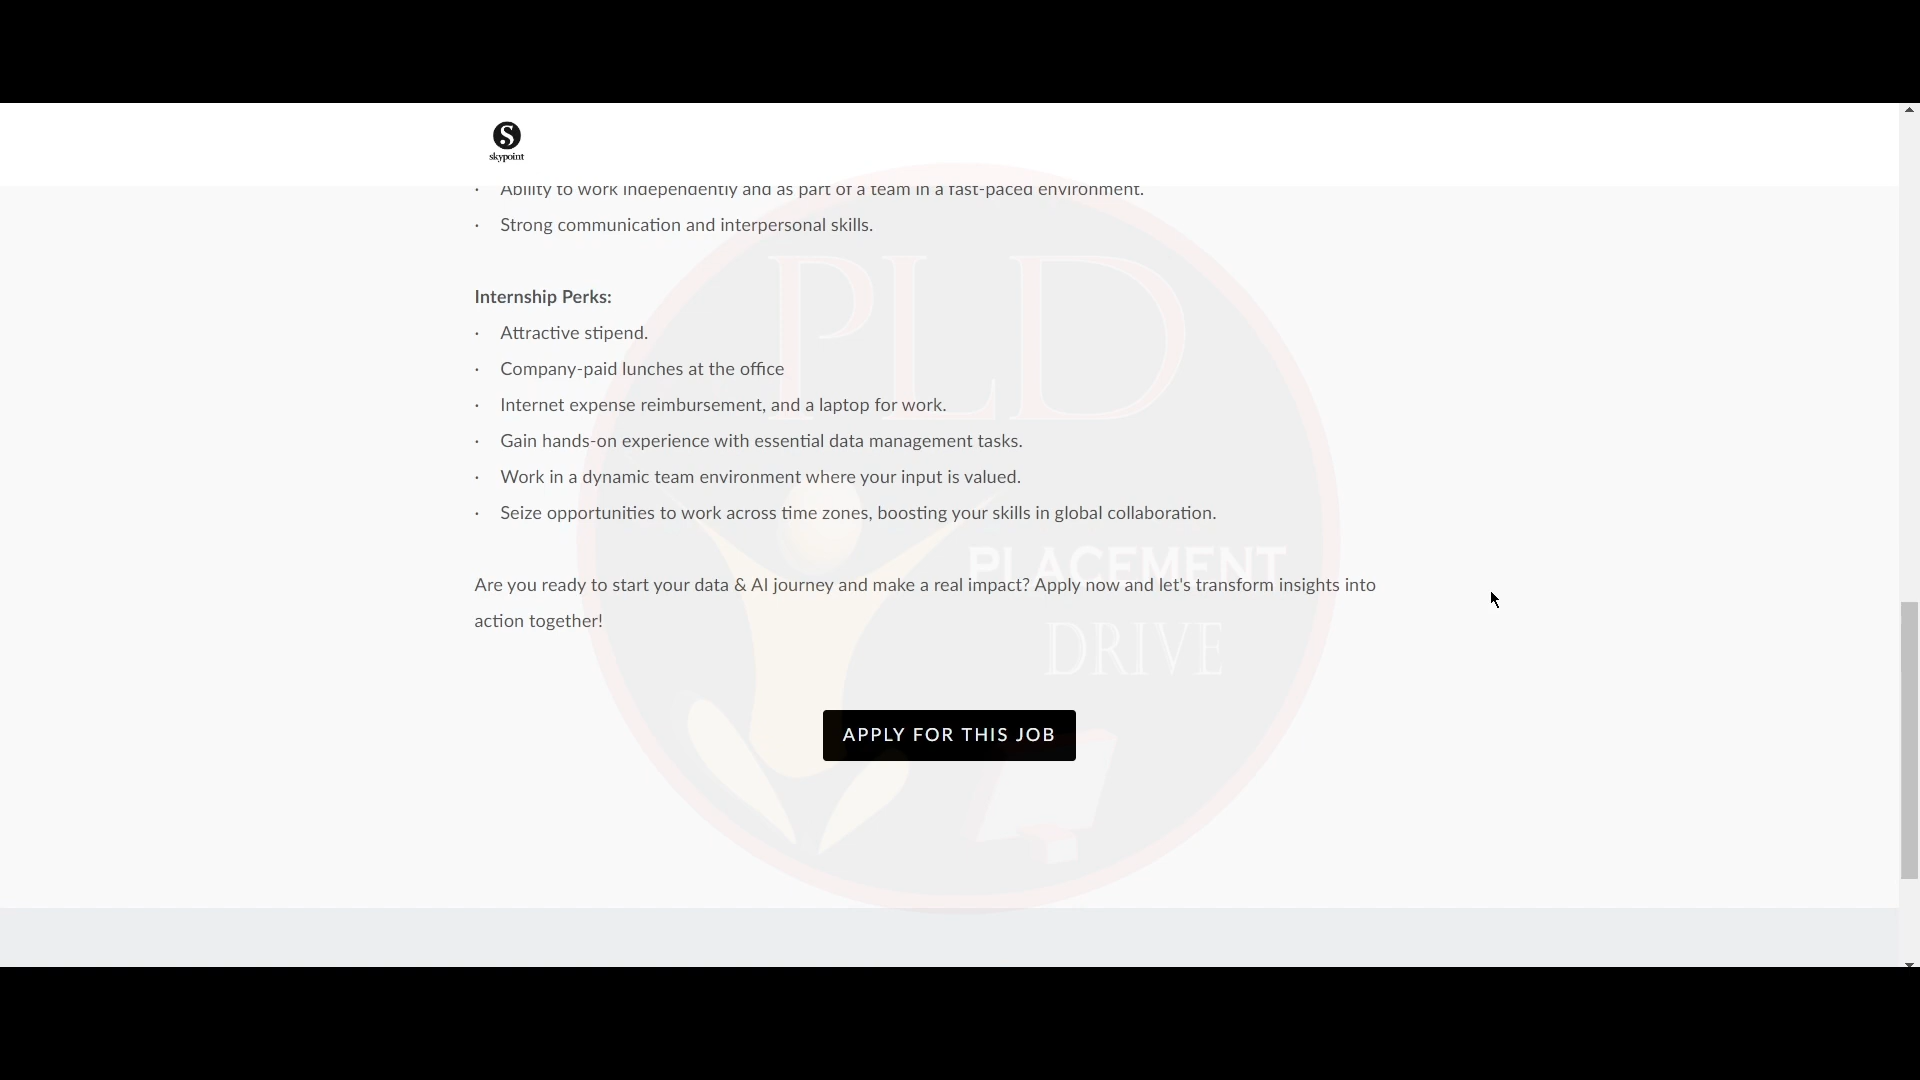 S
skypoint
· Ability to work independently and as part of a team in a fast-paced environment.
· Strong communication and interpersonal skills.
Internship Perks:
· Attractive stipend.
· Company-paid lunches at the office
· Internet expense reimbursement, and a laptop for work.
· Gain hands-on experience with essential data management tasks.
· Work in a dynamic team environment where your input is valued.
· Seize opportunities to work across time zones, boosting your skills in global collaboration.
Are you ready to start your data & AI journey and make a real impact? Apply now and let's transform insights into
action together!
APPLY FOR THIS JOB
PLD
PLACEMENT
DRIVE